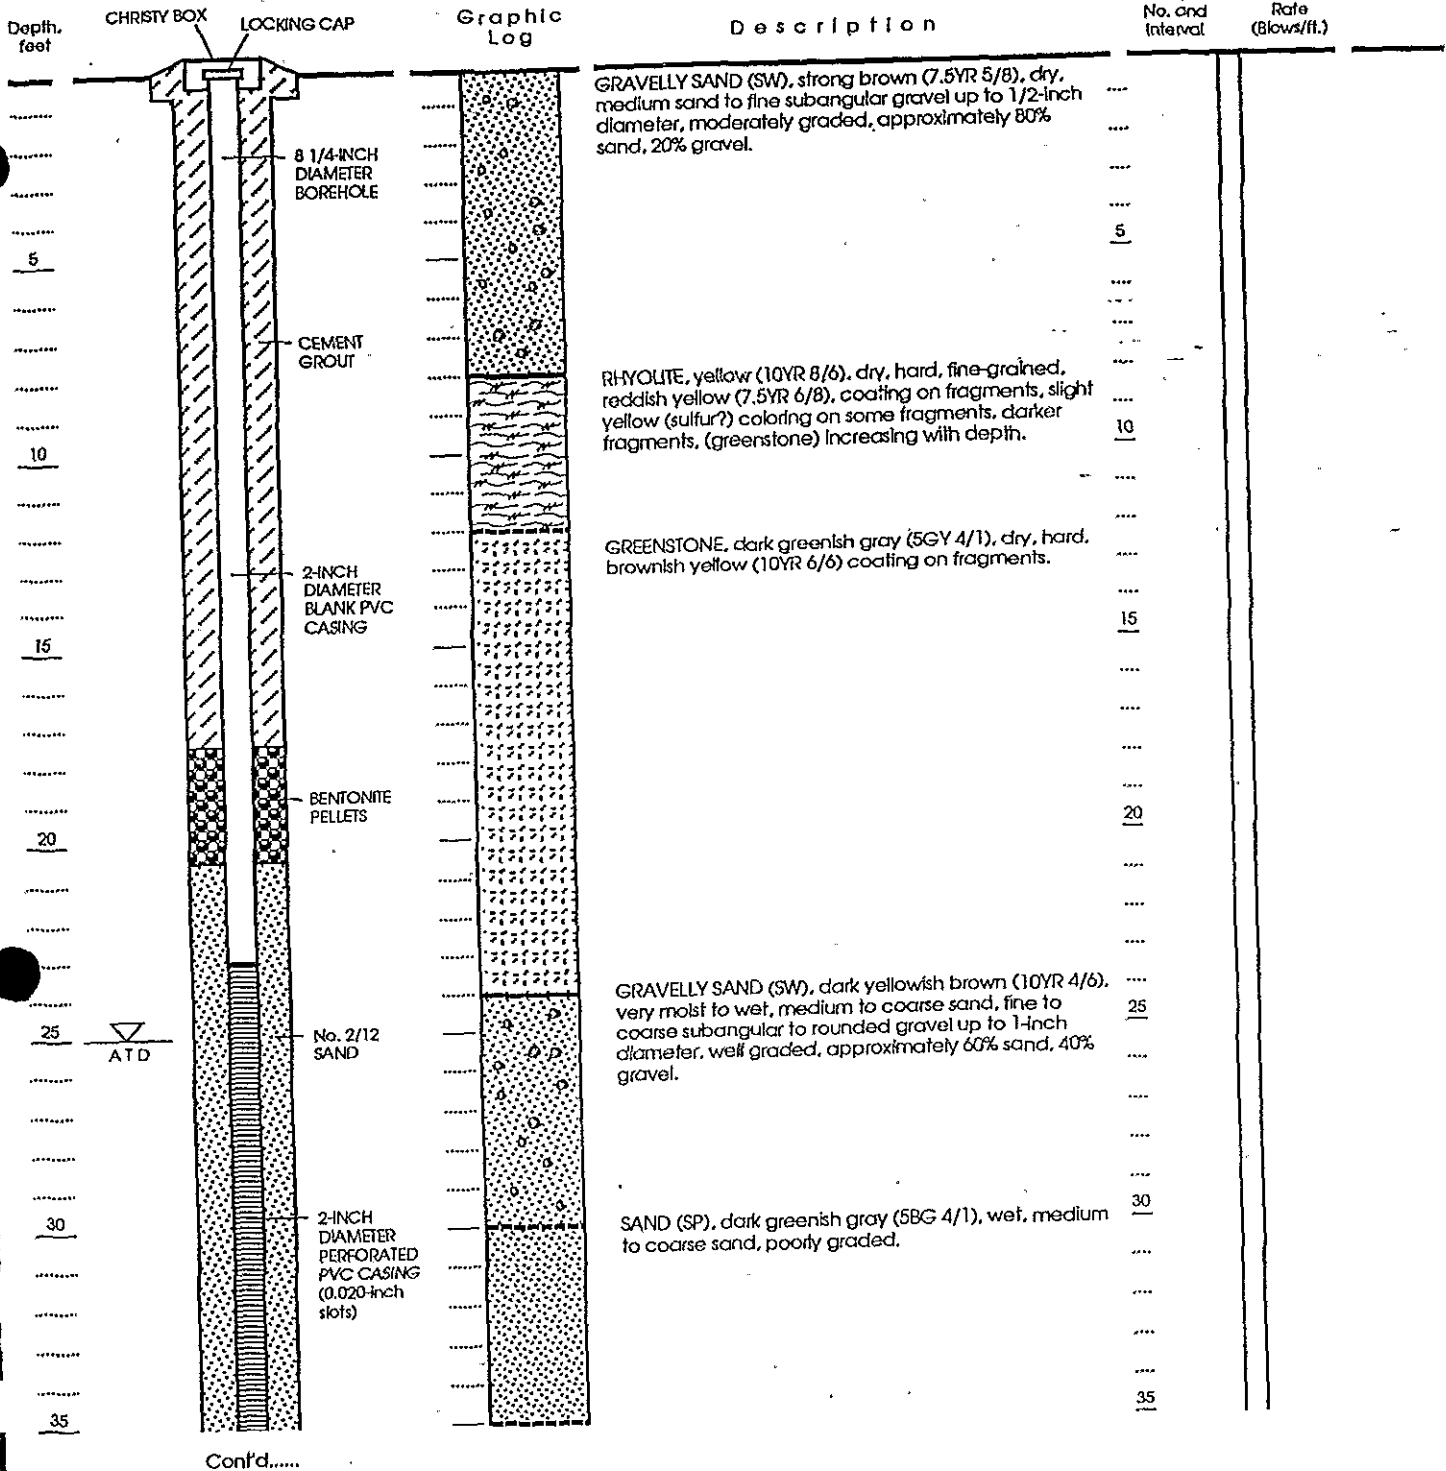 Depth, feet
CHRISTY BOX
LOCKING CAP
Graphic Log
Description
No. and Interval
Rate (Blows/ft.)
GRAVELLY SAND (SW), strong brown (7.5YR 5/8), dry,
medium sand to fine subangular gravel up to 1/2-inch
diameter, moderately graded, approximately 80%
sand, 20% gravel.
8 1/4-INCH
DIAMETER
BOREHOLE
5
5
CEMENT
GROUT
RHYOLITE, yellow (10YR 8/6), dry, hard, fine-grained,
reddish yellow (7.5YR 6/8), coating on fragments, slight
yellow (sulfur?) coloring on some fragments, darker
fragments, (greenstone) increasing with depth.
10
10
GREENSTONE, dark greenish gray (5GY 4/1), dry, hard,
brownish yellow (10YR 6/6) coating on fragments.
2-INCH
DIAMETER
BLANK PVC
CASING
15
15
BENTONITE
PELLETS
20
20
GRAVELLY SAND (SW), dark yellowish brown (10YR 4/6),
very moist to wet, medium to coarse sand, fine to
coarse subangular to rounded gravel up to 1-inch
diameter, well graded, approximately 60% sand, 40%
gravel.
25
25
ATD
No. 2/12
SAND
SAND (SP), dark greenish gray (5BG 4/1), wet, medium
to coarse sand, poorly graded.
30
30
2-INCH
DIAMETER
PERFORATED
PVC CASING
(0.020-inch
slots)
35
35
Cont'd......